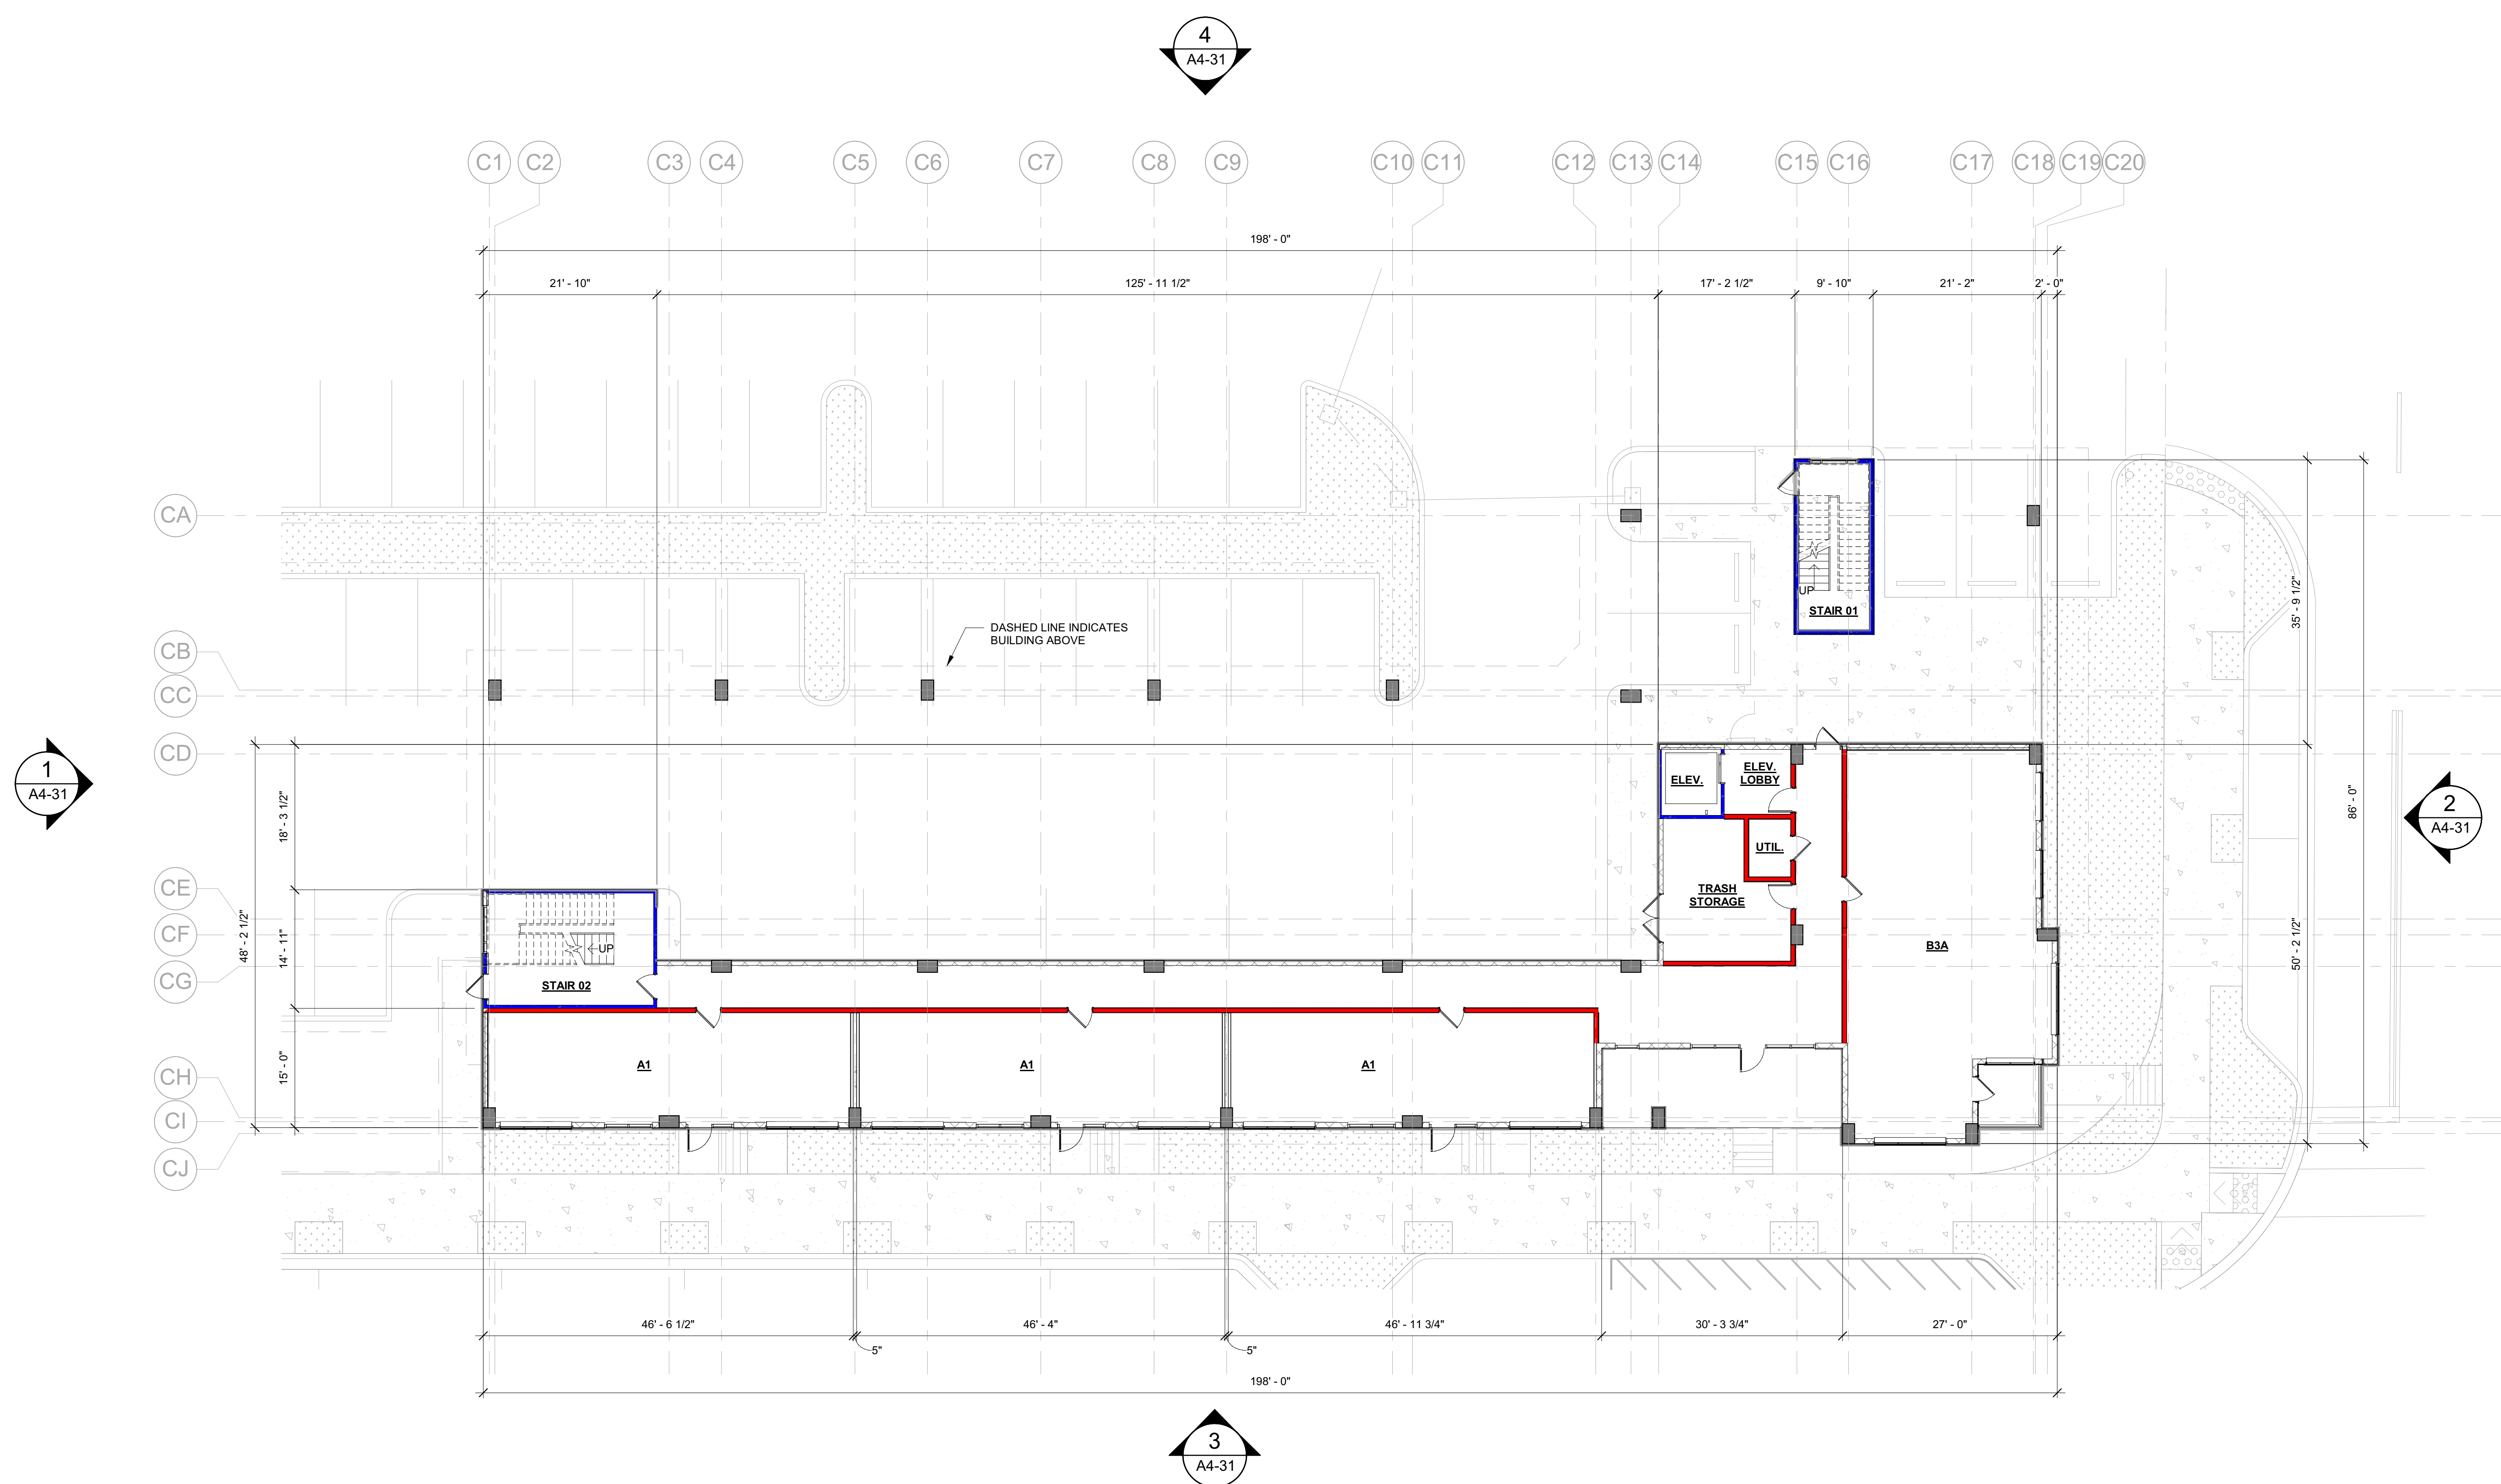 4
A4-31
C1 C2 C3 C4 C5 C6 C7 C8 C9 C10 C11 C12 C13 C14 C15 C16 C17 C18 C19 C20
198' - 0"
21' - 10" 125' - 11 1/2" 17' - 2 1/2" 9' - 10" 21' - 2" 2' - 0"
CA
UP
STAIR 01
35' - 9 1/2"
DASHED LINE INDICATES
BUILDING ABOVE
CB
CC
CD
1
A4-31
18' - 3 1/2"
ELEV.
ELEV.
LOBBY
86' - 0"
2
A4-31
UTIL.
CE
TRASH
STORAGE
48' - 2 1/2"
CF
14' - 11"
UP
B3A
50' - 2 1/2"
CG
STAIR 02
15' - 0"
A1
A1
A1
CH
CI
CJ
46' - 6 1/2" 46' - 4" 46' - 11 3/4" 30' - 3 3/4" 27' - 0"
5" 5"
198' - 0"
3
A4-31